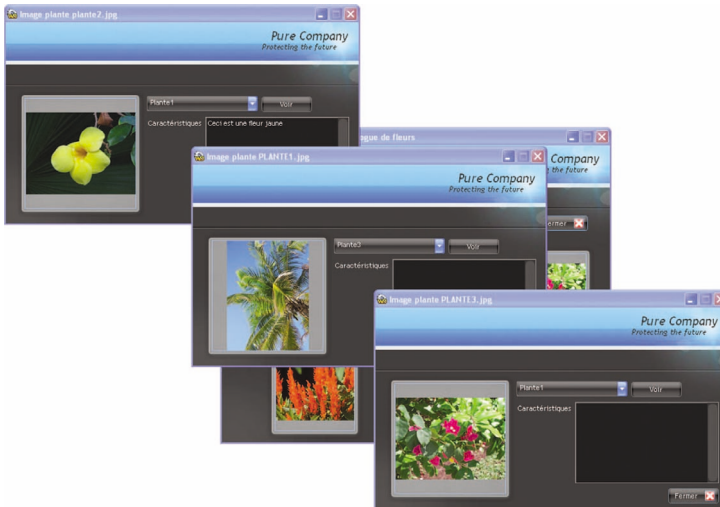 Image plante plante2.jpg
Pure Company
Protecting the future
Plante1
Voir
Caractéristiques
Ceci est une fleur jaune
ague de fleurs
Company
the future
ermer
Image plante PLANTE1.jpg
Pure Company
Protecting the future
Plante3
Voir
Caractéristiques
Image plante PLANTE3.jpg
Pure Company
Protecting the future
Plante1
Voir
Caractéristiques
Fermer